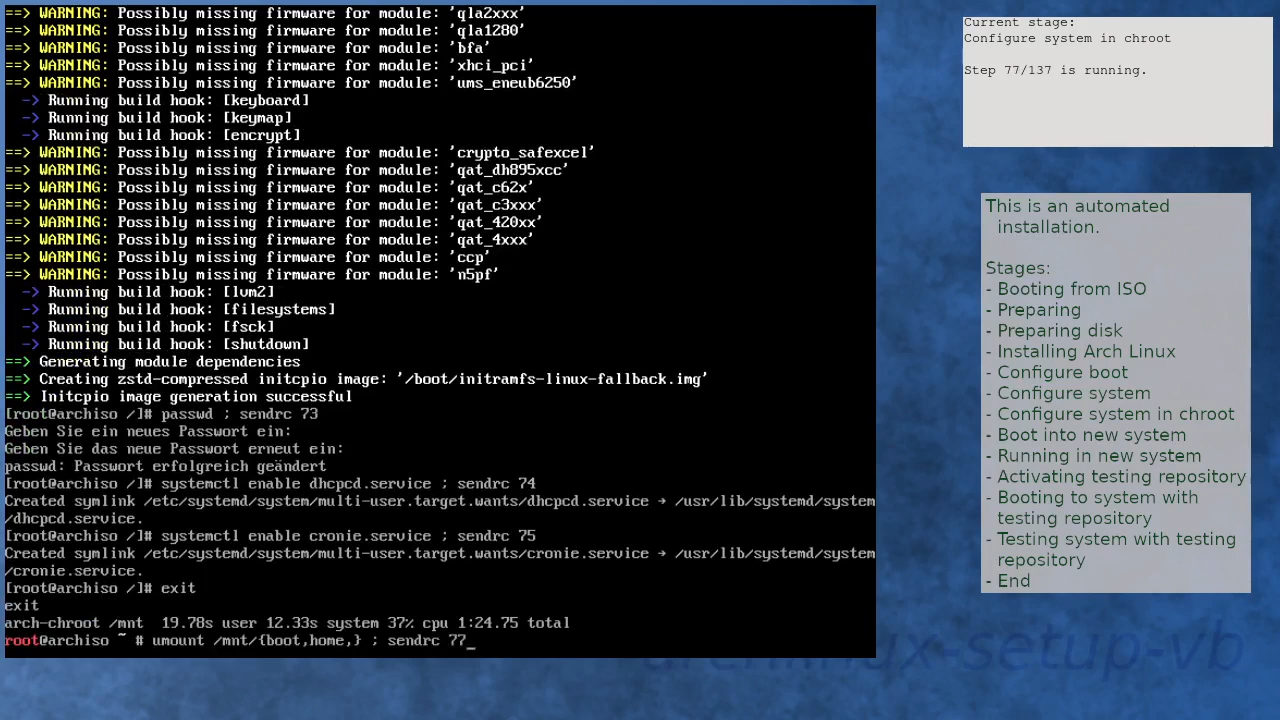 ==> WARNING: Possibly missing firmware for module: 'qla2xxx'
==> WARNING: Possibly missing firmware for module: 'qla1280'
==> WARNING: Possibly missing firmware for module: 'bfa'
==> WARNING: Possibly missing firmware for module: 'xhci_pci'
==> WARNING: Possibly missing firmware for module: 'ums_eneub6250'
-> Running build hook: [keyboard]
-> Running build hook: [keymap]
-> Running build hook: [encrypt]
==> WARNING: Possibly missing firmware for module: 'crypto_safexcel'
==> WARNING: Possibly missing firmware for module: 'qat_dh895xcc'
==> WARNING: Possibly missing firmware for module: 'qat_c62x'
==> WARNING: Possibly missing firmware for module: 'qat_c3xxx'
==> WARNING: Possibly missing firmware for module: 'qat_420xx'
==> WARNING: Possibly missing firmware for module: 'qat_4xxx'
==> WARNING: Possibly missing firmware for module: 'ccp'
==> WARNING: Possibly missing firmware for module: 'n5pf'
-> Running build hook: [lvm2]
-> Running build hook: [filesystems]
-> Running build hook: [fsck]
-> Running build hook: [shutdown]
==> Generating module dependencies
==> Creating zstd-compressed initcpio image: '/boot/initramfs-linux-fallback.img'
==> Initcpio image generation successful
[root@archiso /]# passwd ; sendrc 73
Geben Sie ein neues Passwort ein:
Geben Sie das neue Passwort erneut ein:
passwd: Passwort erfolgreich geändert
[root@archiso /]# systemctl enable dhcpcd.service ; sendrc 74
Created symlink /etc/systemd/system/multi-user.target.wants/dhcpcd.service → /usr/lib/systemd/system
/dhcpcd.service.
[root@archiso /]# systemctl enable cronie.service ; sendrc 75
Created symlink /etc/systemd/system/multi-user.target.wants/cronie.service → /usr/lib/systemd/system
/cronie.service.
[root@archiso /]# exit
exit
arch-chroot /mnt  19.78s user 12.33s system 37% cpu 1:24.75 total
root@archiso ~ # umount /mnt/{boot,home,} ; sendrc 77_
Current stage:
Configure system in chroot
Step 77/137 is running.
This is an automated
installation.
Stages:
- Booting from ISO
- Preparing
- Preparing disk
- Installing Arch Linux
- Configure boot
- Configure system
- Configure system in chroot
- Boot into new system
- Running in new system
- Activating testing repository
- Booting to system with
testing repository
- Testing system with testing
repository
- End
archlinux-setup-vb